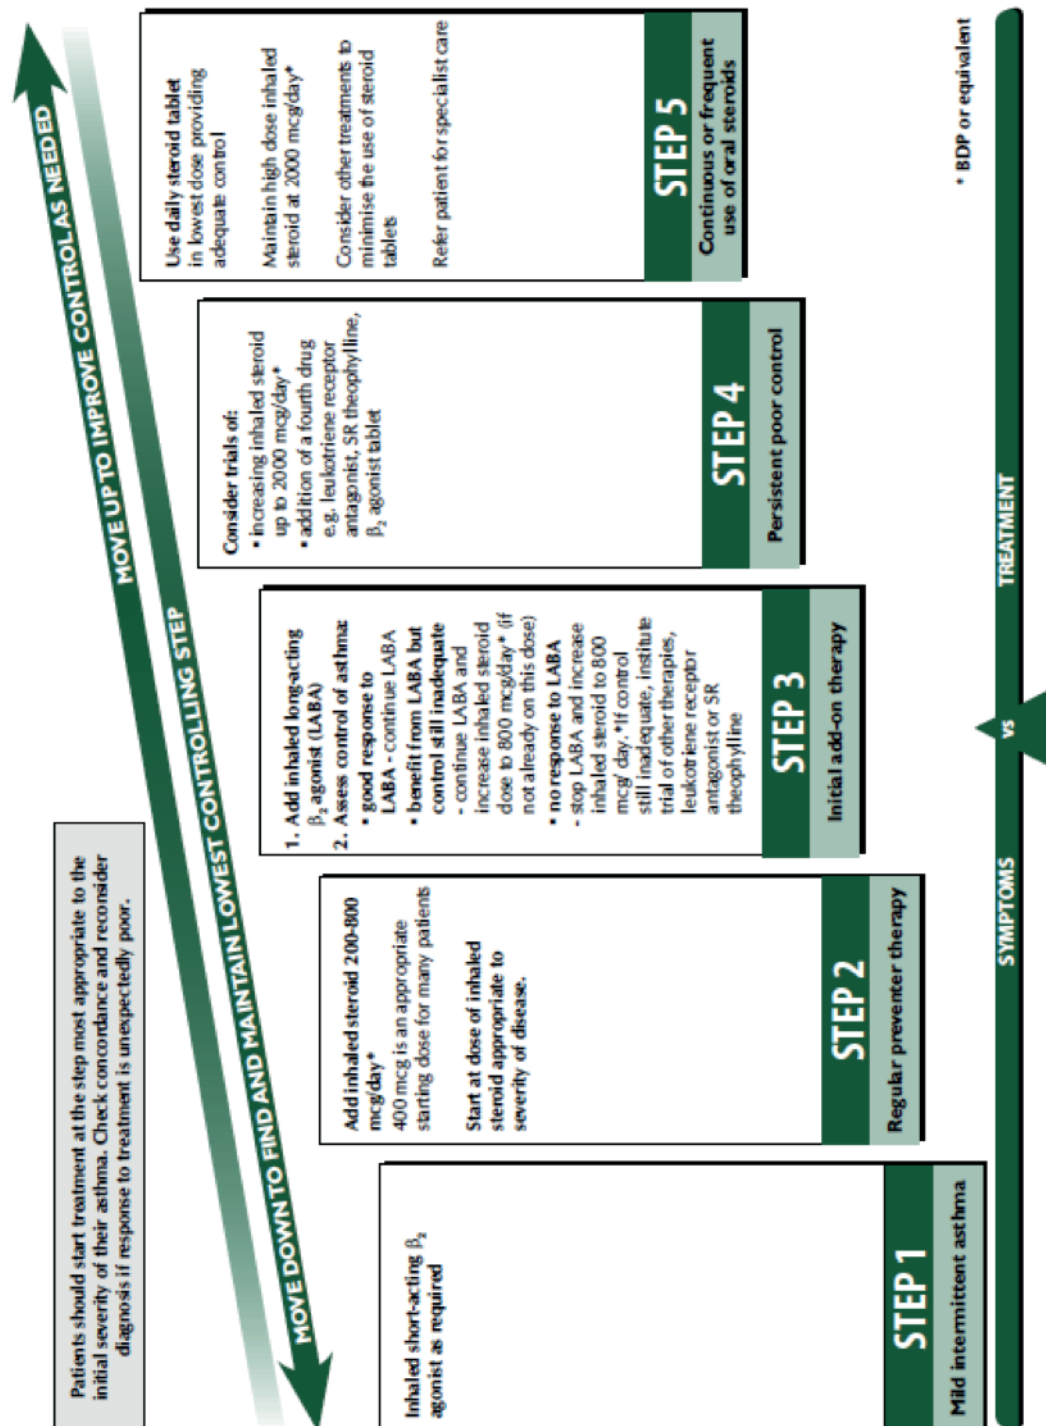 Patients should start treatment at the step most appropriate to the
initial severity of their asthma. Check concordance and reconsider
diagnosis if response to treatment is unexpectedly poor.
MOVE UP TO IMPROVE CONTROL AS NEEDED
MOVE DOWN TO FIND AND MAINTAIN LOWEST CONTROLLING STEP
Inhaled short-acting β2
agonist as required
STEP 1
Mild intermittent asthma
Add inhaled steroid 200-800
mcg/day*
400 mcg is an appropriate
starting dose for many patients
Start at dose of inhaled
steroid appropriate to
severity of disease.
STEP 2
Regular preventer therapy
1. Add inhaled long-acting
β2 agonist (LABA)
2. Assess control of asthma:
• good response to
LABA - continue LABA
• benefit from LABA but
control still inadequate
- continue LABA and
increase inhaled steroid
dose to 800 mcg/day* (if
not already on this dose)
• no response to LABA
- stop LABA and increase
inhaled steroid to 800
mcg/ day.*If control
still inadequate, institute
trial of other therapies,
leukotriene receptor
antagonist or SR
theophylline
STEP 3
Initial add-on therapy
Consider trials of:
• increasing inhaled steroid
up to 2000 mcg/day*
• addition of a fourth drug
e.g. leukotriene receptor
antagonist, SR theophylline,
β2 agonist tablet
STEP 4
Persistent poor control
Use daily steroid tablet
in lowest dose providing
adequate control
Maintain high dose inhaled
steroid at 2000 mcg/day*
Consider other treatments to
minimise the use of steroid
tablets
Refer patient for specialist care
STEP 5
Continuous or frequent
use of oral steroids
* BDP or equivalent
SYMPTOMS
vs
TREATMENT